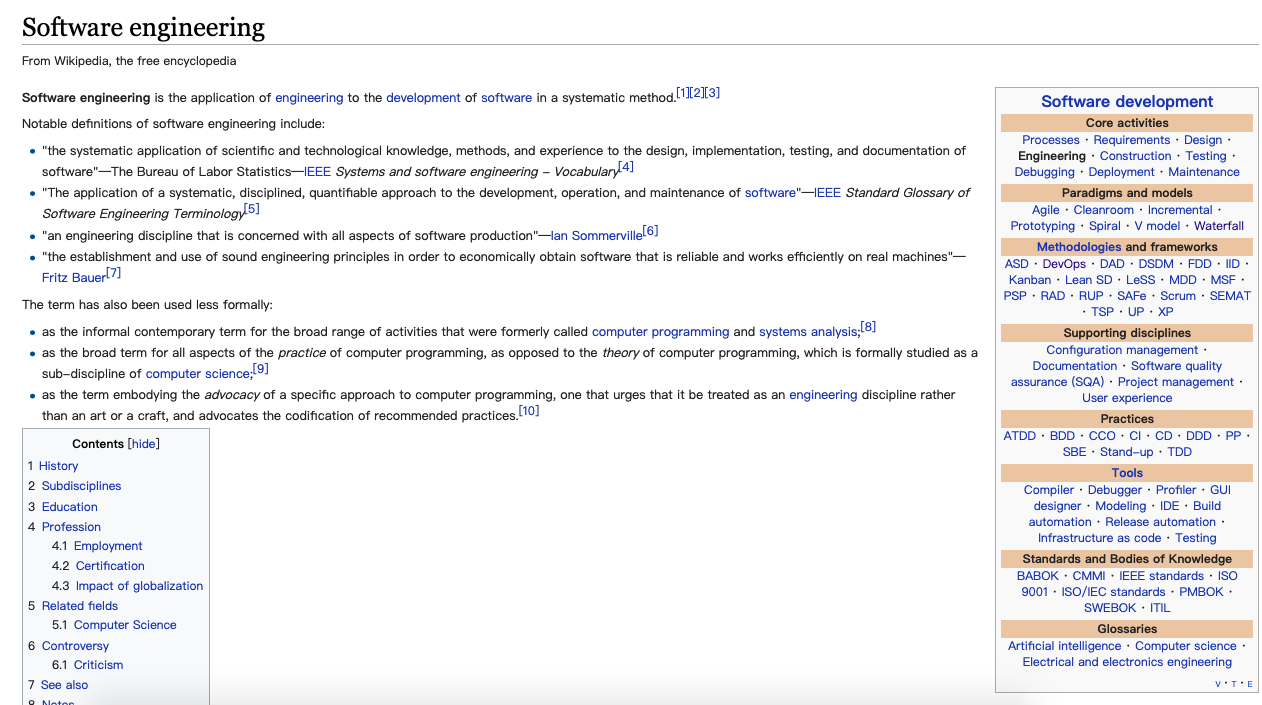 Software engineering
From Wikipedia, the free encyclopedia
Software engineering is the application of engineering to the development of software in a systematic method.[1][2][3]
Notable definitions of software engineering include:
• "the systematic application of scientific and technological knowledge, methods, and experience to the design, implementation, testing, and documentation of
software"—The Bureau of Labor Statistics—IEEE Systems and software engineering – Vocabulary[4]
• "The application of a systematic, disciplined, quantifiable approach to the development, operation, and maintenance of software"—IEEE Standard Glossary of
Software Engineering Terminology[5]
• "an engineering discipline that is concerned with all aspects of software production"—Ian Sommerville[6]
• "the establishment and use of sound engineering principles in order to economically obtain software that is reliable and works efficiently on real machines"—
Fritz Bauer[7]
The term has also been used less formally:
• as the informal contemporary term for the broad range of activities that were formerly called computer programming and systems analysis;[8]
• as the broad term for all aspects of the practice of computer programming, as opposed to the theory of computer programming, which is formally studied as a
sub–discipline of computer science;[9]
• as the term embodying the advocacy of a specific approach to computer programming, one that urges that it be treated as an engineering discipline rather
than an art or a craft, and advocates the codification of recommended practices.[10]
Contents [hide]
1 History
2 Subdisciplines
3 Education
4 Profession
4.1 Employment
4.2 Certification
4.3 Impact of globalization
5 Related fields
5.1 Computer Science
6 Controversy
6.1 Criticism
7 See also
8 Notes
Software development
Core activities
Processes · Requirements · Design ·
Engineering · Construction · Testing ·
Debugging · Deployment · Maintenance
Paradigms and models
Agile · Cleanroom · Incremental ·
Prototyping · Spiral · V model · Waterfall
Methodologies and frameworks
ASD · DevOps · DAD · DSDM · FDD · IID ·
Kanban · Lean SD · LeSS · MDD · MSF ·
PSP · RAD · RUP · SAFe · Scrum · SEMAT
· TSP · UP · XP
Supporting disciplines
Configuration management ·
Documentation · Software quality
assurance (SQA) · Project management ·
User experience
Practices
ATDD · BDD · CCO · CI · CD · DDD · PP ·
SBE · Stand–up · TDD
Tools
Compiler · Debugger · Profiler · GUI
designer · Modeling · IDE · Build
automation · Release automation ·
Infrastructure as code · Testing
Standards and Bodies of Knowledge
BABOK · CMMI · IEEE standards · ISO
9001 · ISO/IEC standards · PMBOK ·
SWEBOK · ITIL
Glossaries
Artificial intelligence · Computer science ·
Electrical and electronics engineering
V · T · E